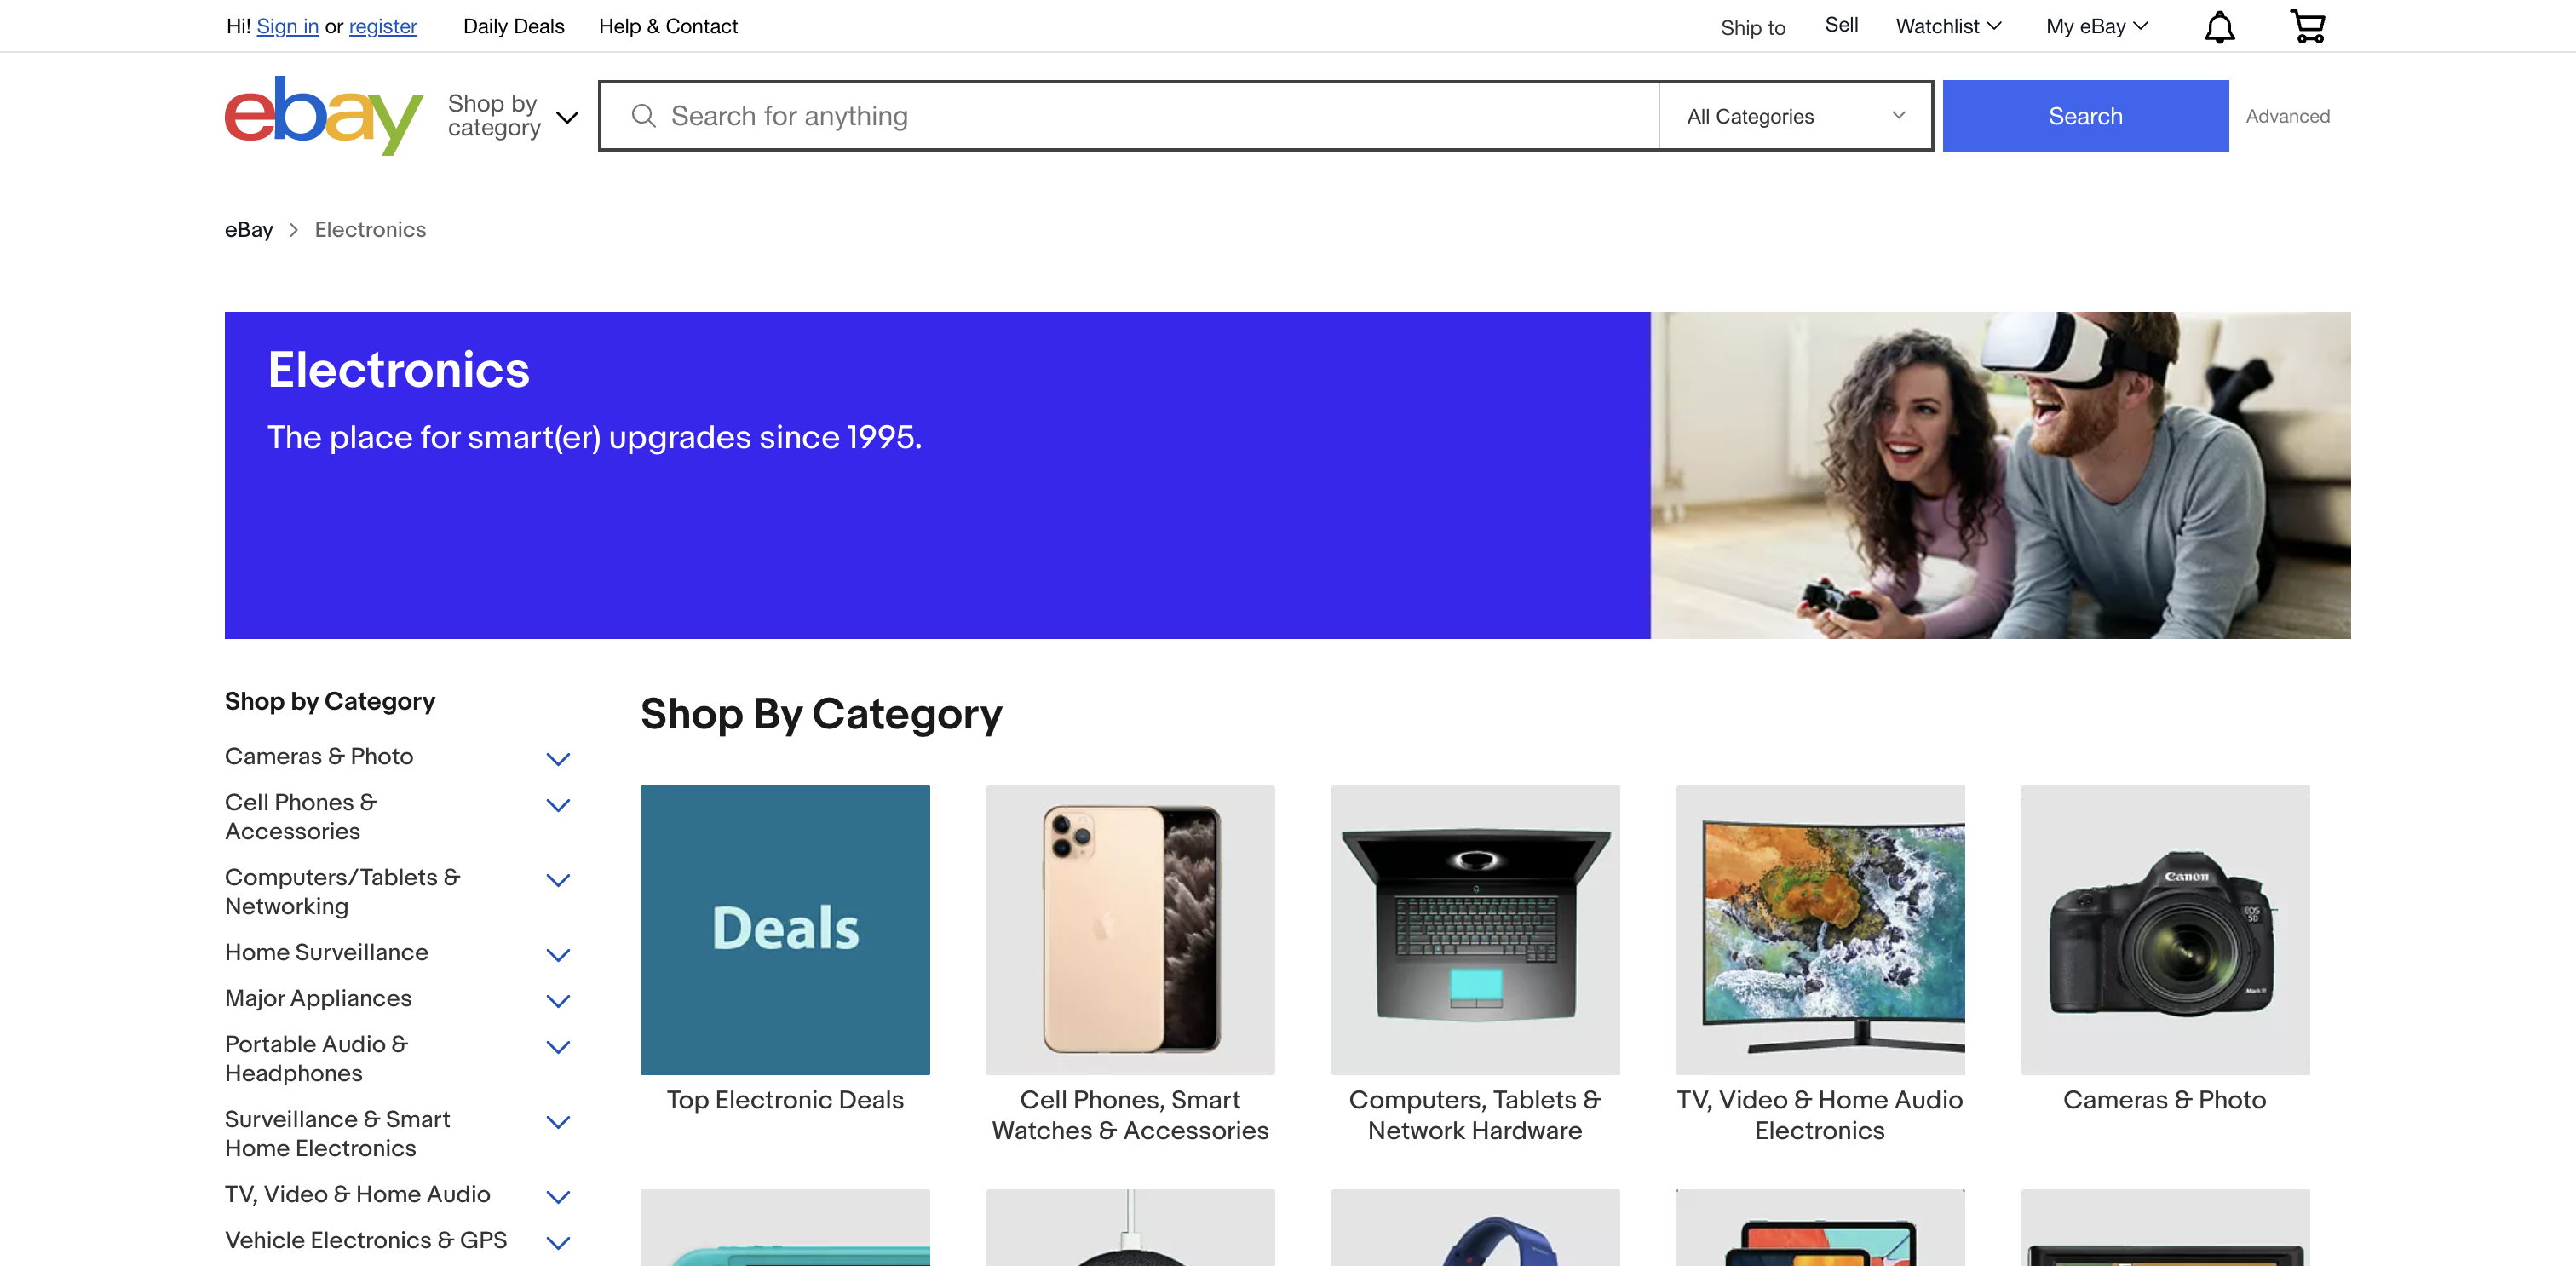 Hi! Sign in or register
Daily Deals
Help & Contact
Ship to
Sell
Watchlist
My eBay
ebay
Shop by
category
Search for anything
All Categories
Search
Advanced
eBay
Electronics
Electronics
The place for smart(er) upgrades since 1995.
Shop by Category
Cameras & Photo
Cell Phones &
Accessories
Computers/Tablets &
Networking
Home Surveillance
Major Appliances
Portable Audio &
Headphones
Surveillance & Smart
Home Electronics
TV, Video & Home Audio
Vehicle Electronics & GPS
Shop By Category
Deals
Top Electronic Deals
Cell Phones, Smart
Watches & Accessories
Computers, Tablets &
Network Hardware
TV, Video & Home Audio
Electronics
Canon
EOS
5D
Mark III
Cameras & Photo